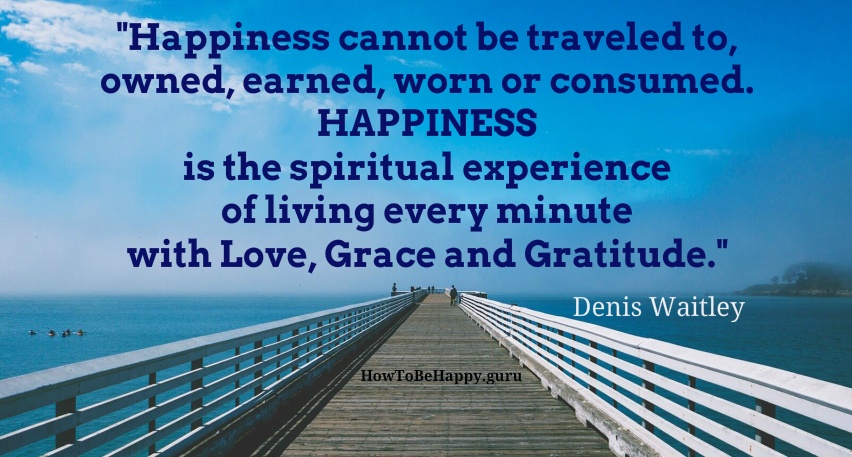 "Happiness cannot be traveled to,
owned, earned, worn or consumed.
HAPPINESS
is the spiritual experience
of living every minute
with Love, Grace and Gratitude."
Denis Waitley
HowToBeHappy.guru